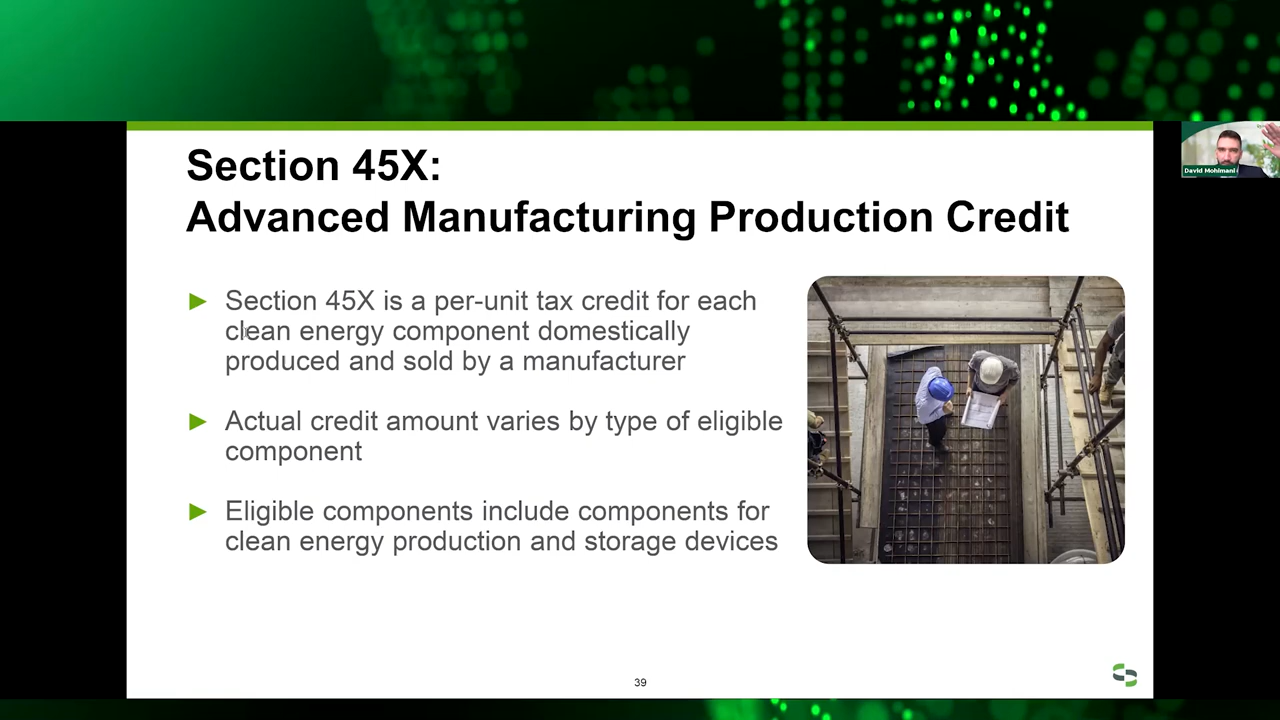 Section 45X:
Advanced Manufacturing Production Credit
► Section 45X is a per-unit tax credit for each
clean energy component domestically
produced and sold by a manufacturer
► Actual credit amount varies by type of eligible
component
► Eligible components include components for
clean energy production and storage devices
39
David Mohimani